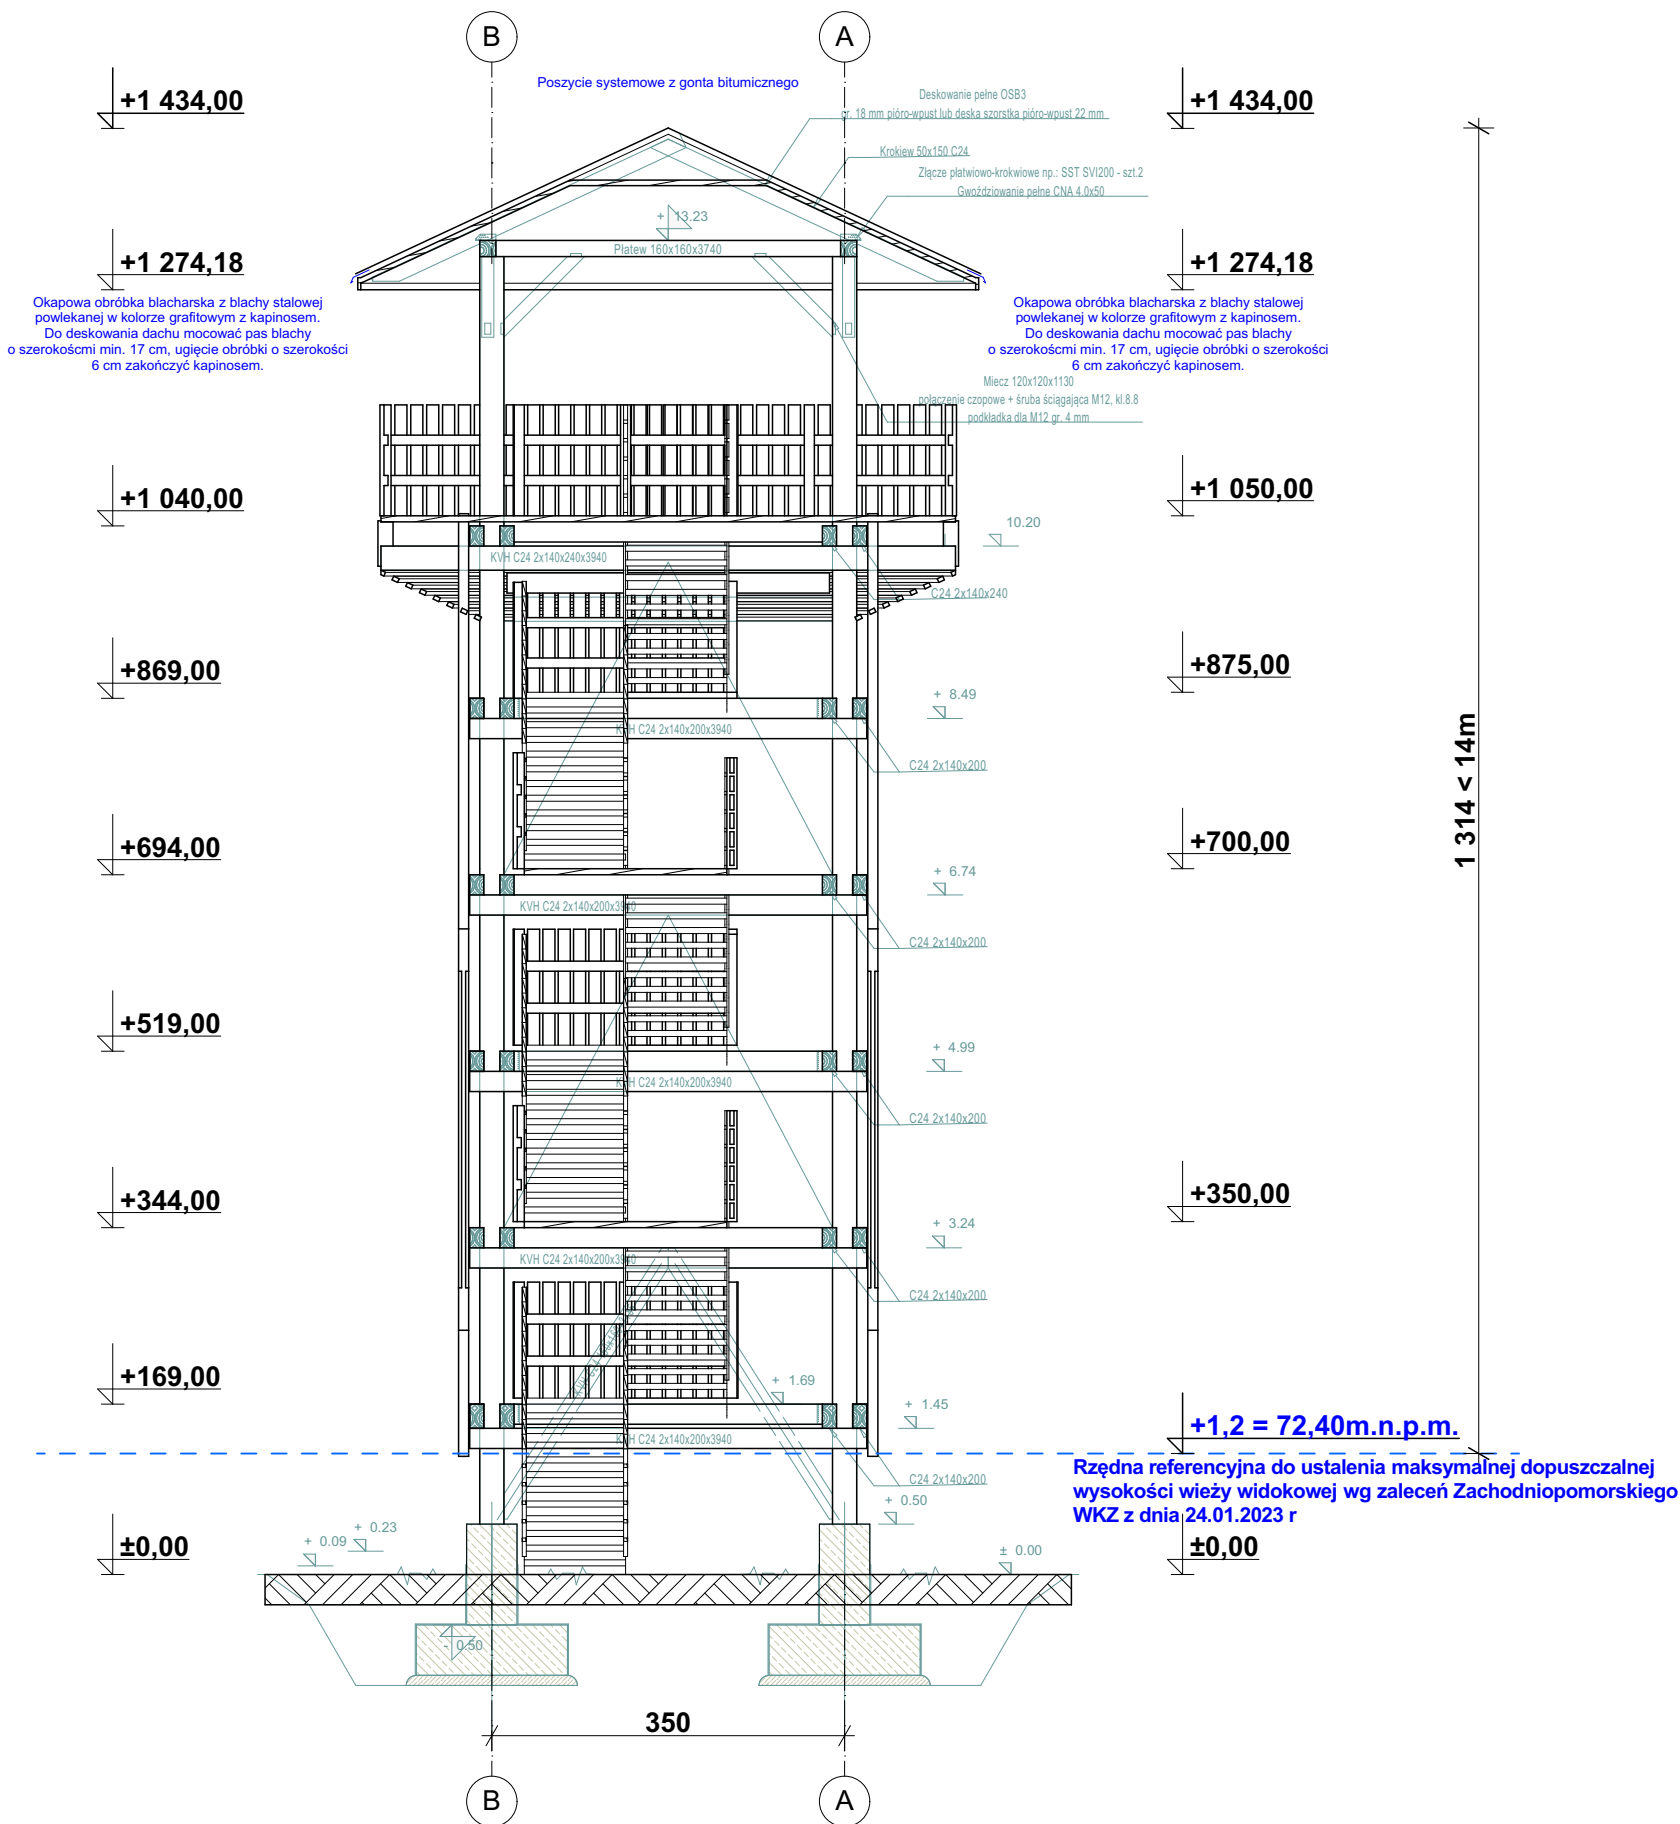 B
A
Poszycie systemowe z gonta bitumicznego
Deskowanie pełne OSB3
gr. 18 mm pióro-wpust lub deska szorstka pióro-wpust 22 mm
+1 434,00
+1 434,00
Krokiew 50x150 C24
Złącze płatwiowo-krokwiowe np.: SST SVI200 - szt.2
Gwoździowanie pełne CNA 4.0x50
+ 13.23
Płatew 160x160x3740
+1 274,18
+1 274,18
Okapowa obróbka blacharska z blachy stalowej
powlekanej w kolorze grafitowym z kapinosem.
Do deskowania dachu mocować pas blachy
o szerokoścmi min. 17 cm, ugięcie obróbki o szerokości
6 cm zakończyć kapinosem.
Okapowa obróbka blacharska z blachy stalowej
powlekanej w kolorze grafitowym z kapinosem.
Do deskowania dachu mocować pas blachy
o szerokoścmi min. 17 cm, ugięcie obróbki o szerokości
6 cm zakończyć kapinosem.
Miecz 120x120x1130
połączenie czopowe + śruba ściągająca M12, kl.8.8
podkładka dla M12 gr. 4 mm
+1 040,00
+1 050,00
10.20
KVH C24 2x140x240x3940
C24 2x140x240
+869,00
+875,00
+ 8.49
KVH C24 2x140x200x3940
C24 2x140x200
1 314 < 14m
+694,00
+700,00
+ 6.74
KVH C24 2x140x200x3940
C24 2x140x200
+519,00
+ 4.99
KVH C24 2x140x200x3940
C24 2x140x200
+344,00
+350,00
+ 3.24
KVH C24 2x140x200x3940
C24 2x140x200
+169,00
+ 1.69
+ 1.45
+1,2 = 72,40m.n.p.m.
KVH C24 2x140x200x3940
C24 2x140x200
Rzędna referencyjna do ustalenia maksymalnej dopuszczalnej
wysokości wieży widokowej wg zaleceń Zachodniopomorskiego
WKZ z dnia 24.01.2023 r
+ 0.50
+ 0.23
+ 0.09
± 0.00
±0,00
±0,00
- 0.50
350
B
A